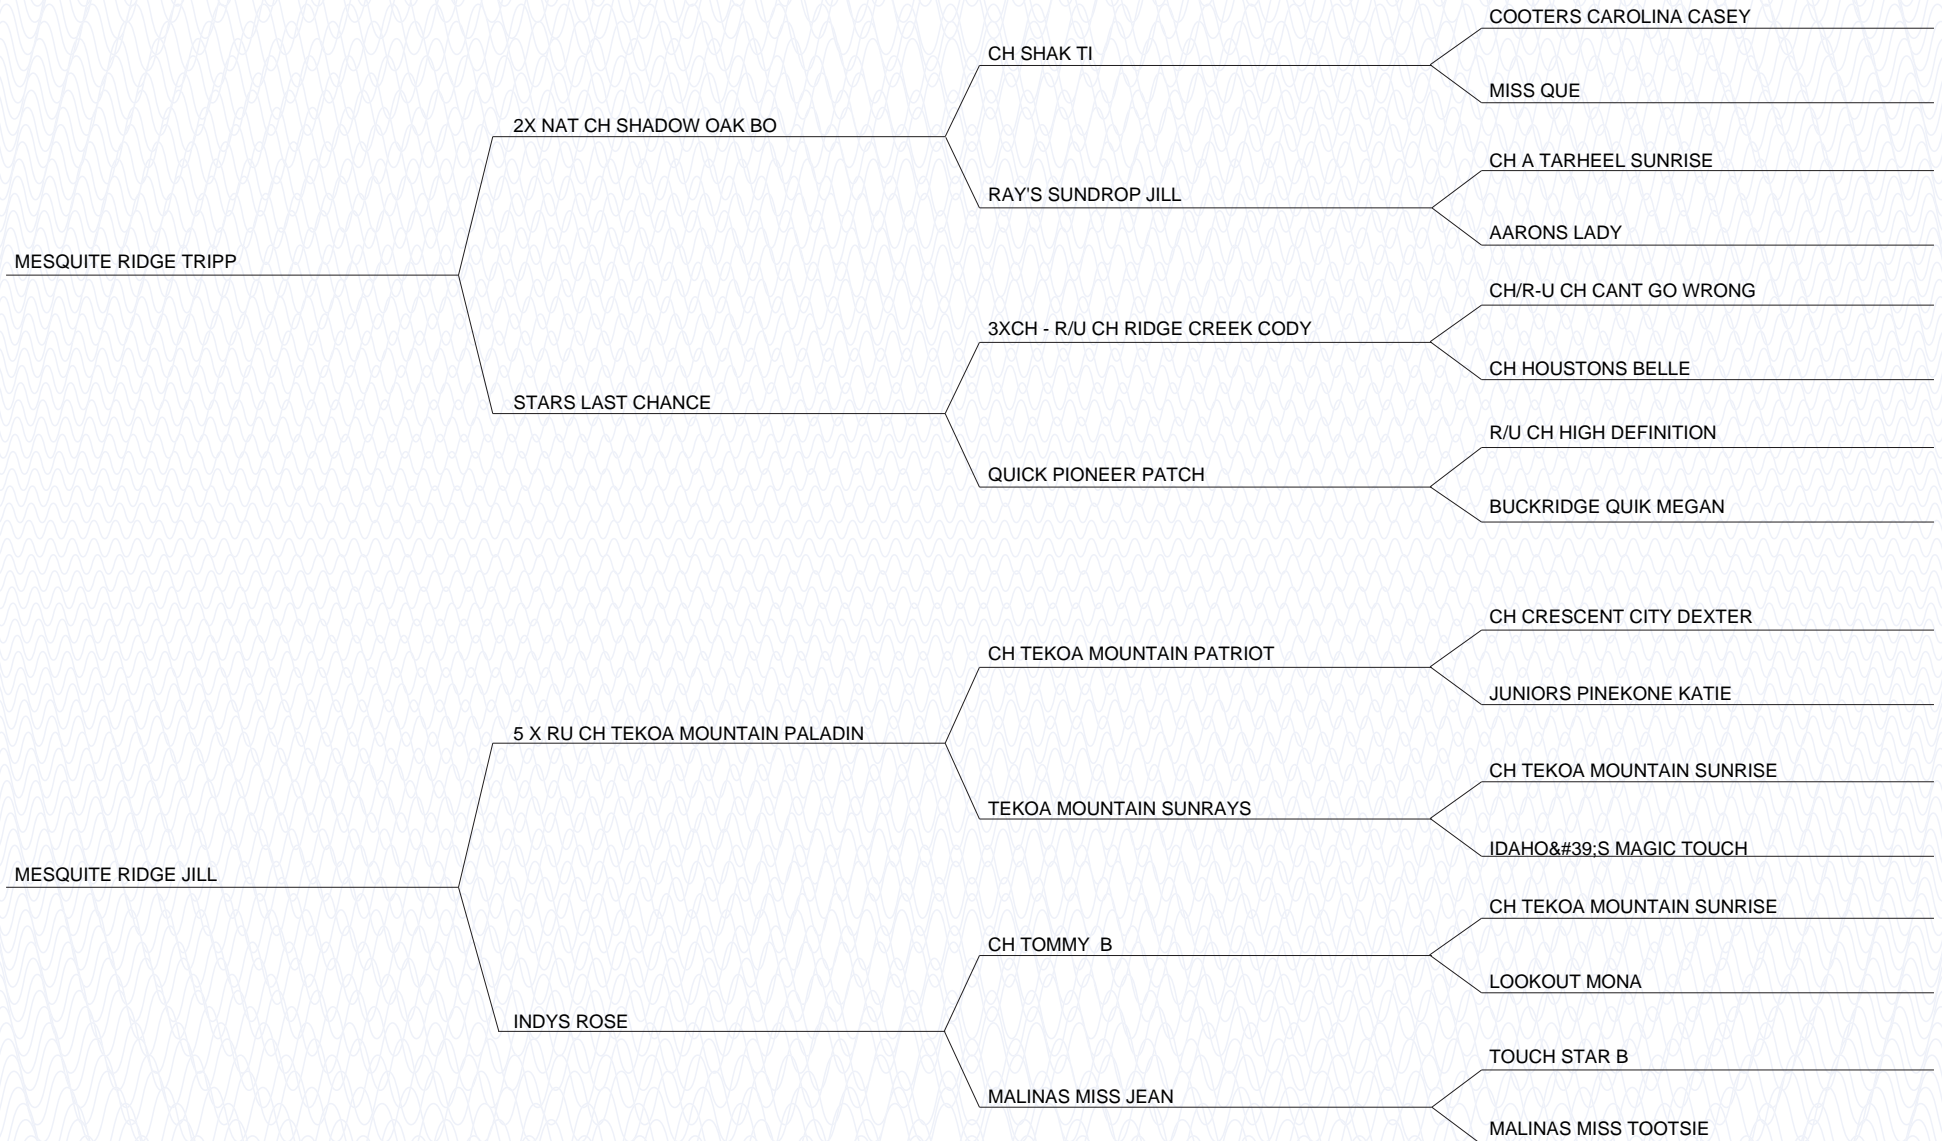 COOTERS CAROLINA CASEY
CH SHAK TI
MISS QUE
2X NAT CH SHADOW OAK BO
CH A TARHEEL SUNRISE
RAY'S SUNDROP JILL
AARONS LADY
MESQUITE RIDGE TRIPP
CH/R-U CH CANT GO WRONG
3XCH - R/U CH RIDGE CREEK CODY
CH HOUSTONS BELLE
STARS LAST CHANCE
R/U CH HIGH DEFINITION
QUICK PIONEER PATCH
BUCKRIDGE QUIK MEGAN
CH CRESCENT CITY DEXTER
CH TEKOA MOUNTAIN PATRIOT
JUNIORS PINEKONE KATIE
5 X RU CH TEKOA MOUNTAIN PALADIN
CH TEKOA MOUNTAIN SUNRISE
TEKOA MOUNTAIN SUNRAYS
IDAHO&#39;S MAGIC TOUCH
MESQUITE RIDGE JILL
CH TEKOA MOUNTAIN SUNRISE
CH TOMMY  B
LOOKOUT MONA
INDYS ROSE
TOUCH STAR B
MALINAS MISS JEAN
MALINAS MISS TOOTSIE